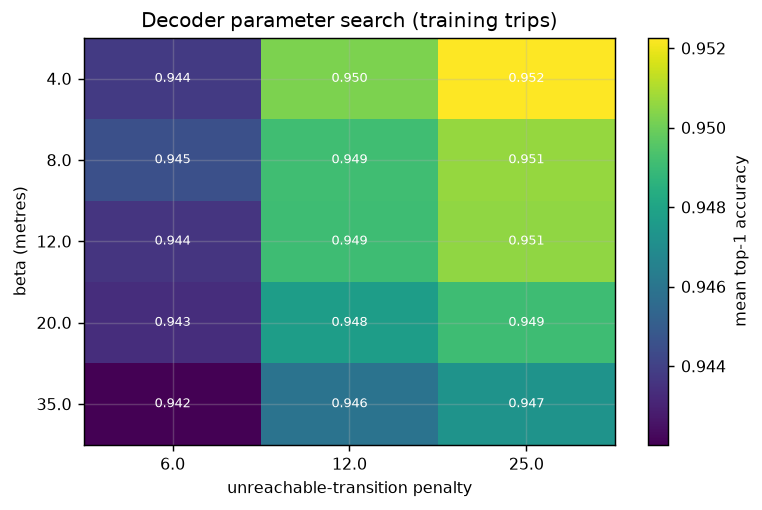 Decoder parameter search (training trips)
4.0 0.944 0.950 0.952
8.0 0.945 0.949 0.951
12.0 0.944 0.949 0.951
20.0 0.943 0.948 0.949
35.0 0.942 0.946 0.947
6.0 12.0 25.0
unreachable-transition penalty
beta (metres)
0.952
0.950
0.948
0.946
0.944
mean top-1 accuracy